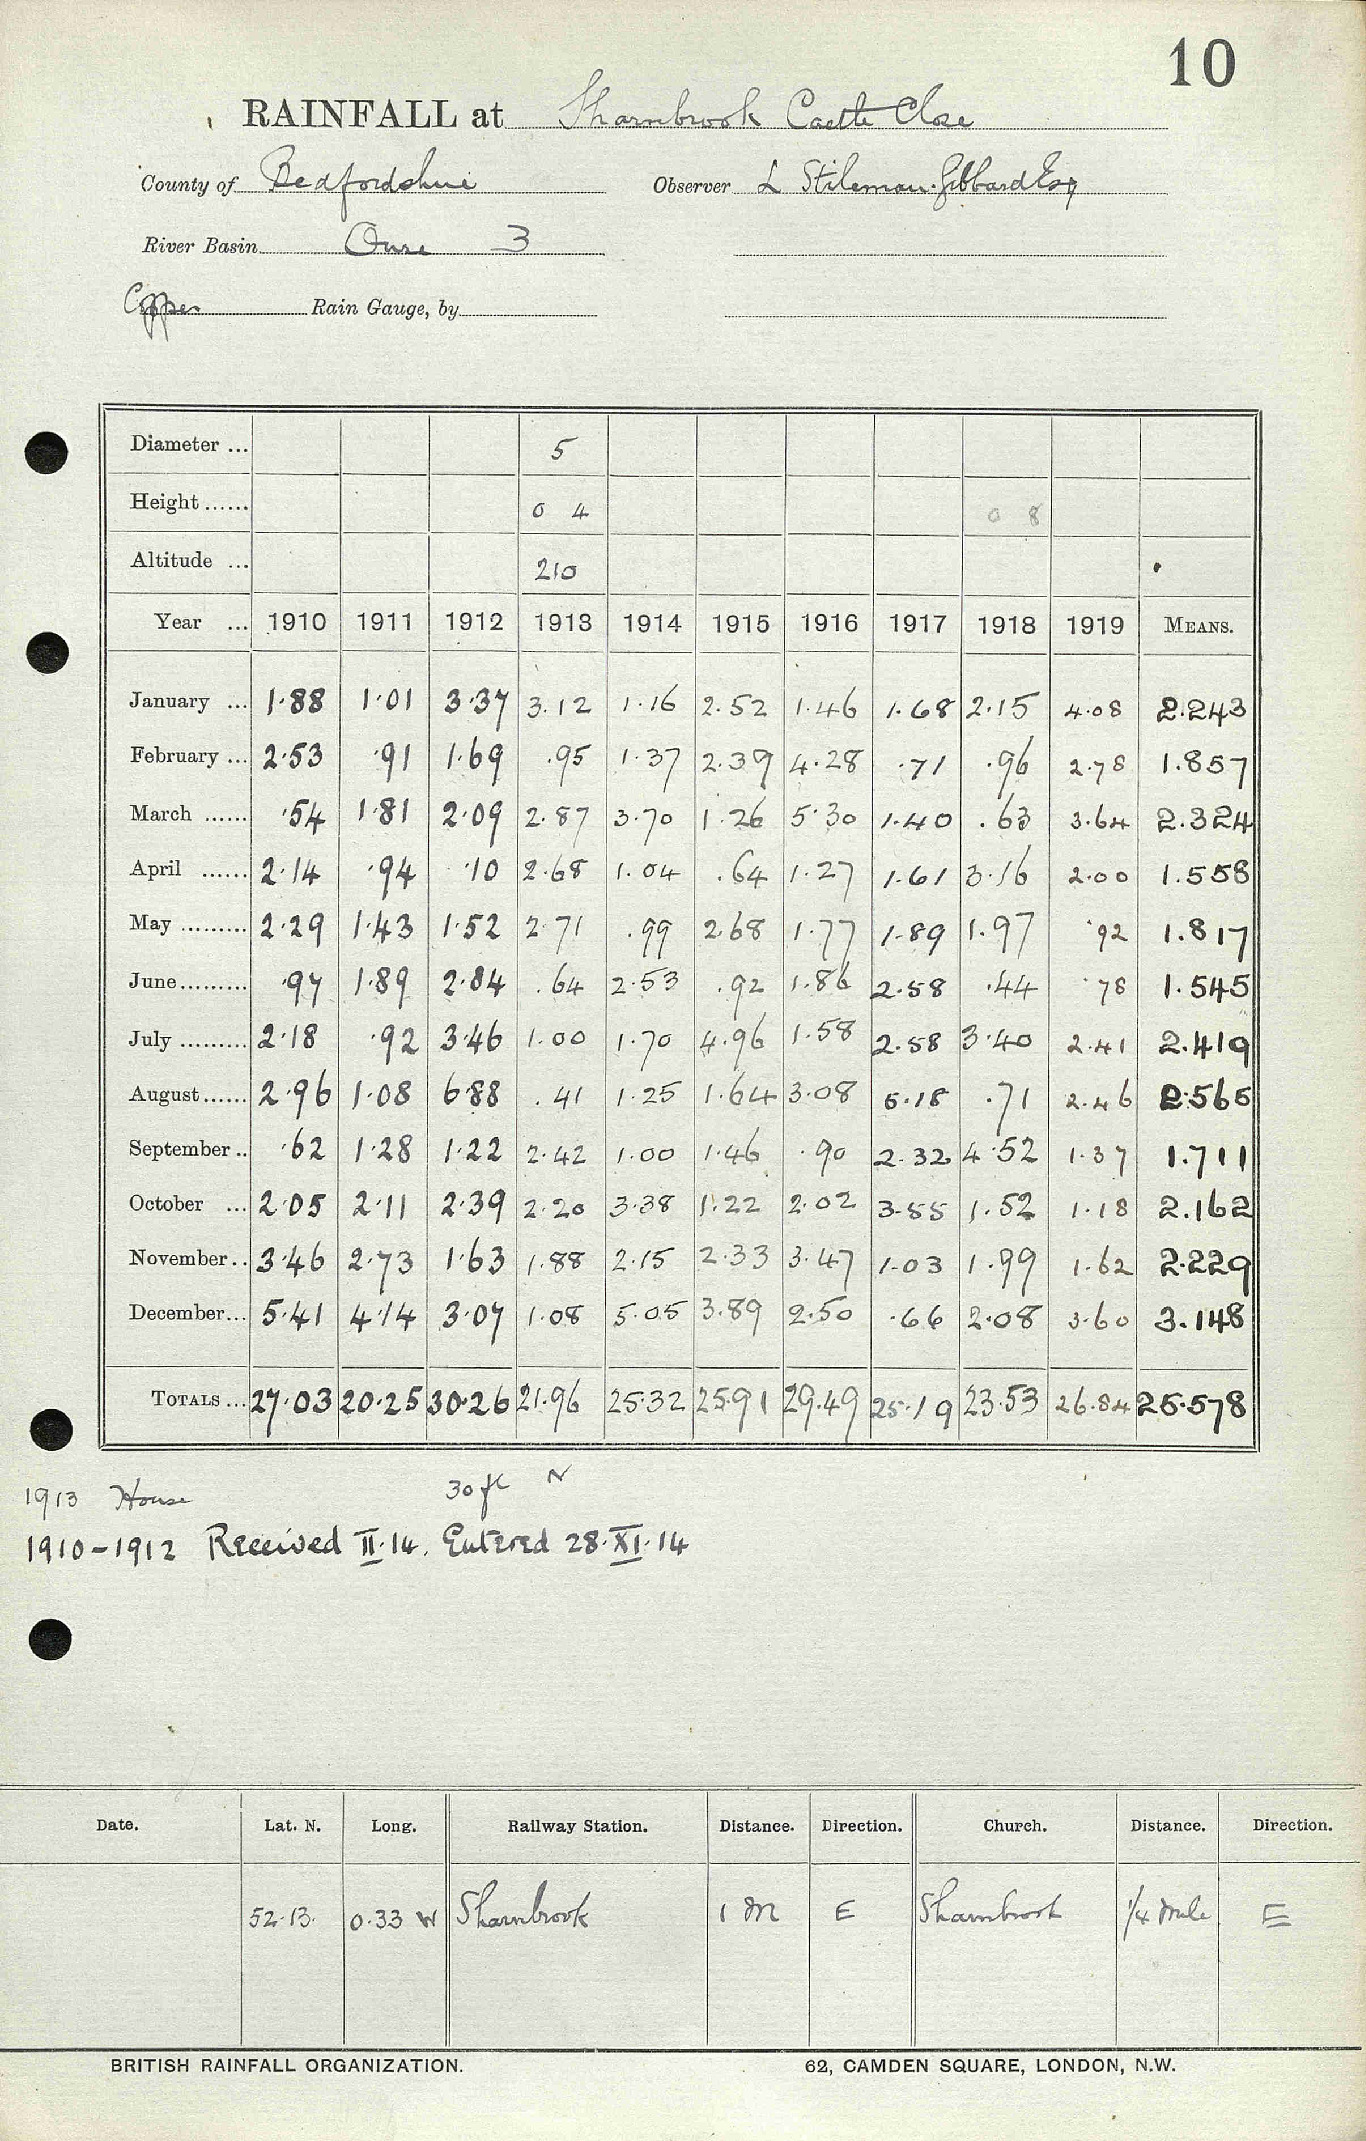 10
RAINFALL at Sharnbrook Castle Close
County of Bedfordshire Observer L Stileman-Gibbard Esq
River Basin Ouse 3
Copper Rain Gauge, by
Diameter ... 5
Height ...... 0 4 0 8
Altitude ... 210
Year ... 1910 1911 1912 1913 1914 1915 1916 1917 1918 1919 MEANS.
January ... 1·88 1·01 3·37 3.12 1·16 2.52 1·46 1·68 2·15 4·08 2.243
February ... 2·53 ·91 1·69 .95 1·37 2·39 4·28 ·71 ·96 2·78 1.857
March ...... ·54 1·81 2·09 2·87 3·70 1·26 5·30 1·40 .63 3·64 2.324
April ...... 2·14 ·94 ·10 2·68 1.04 .64 1·27 1·61 3·16 2·00 1.558
May ......... 2·29 1·43 1·52 2·71 .99 2·68 1·77 1·89 1·97 ·92 1.817
June......... ·97 1·89 2·84 .64 2·53 .92 1·86 2·58 ·44 ·78 1.545
July ......... 2·18 ·92 3·46 1·00 1·70 4·96 1·58 2·58 3·40 2·41 2.419
August...... 2·96 1·08 6·88 .41 1·25 1·64 3·08 5·18 ·71 2·46 2.565
September .. ·62 1·28 1·22 2·42 1·00 1·46 ·90 2·32 4·52 1·37 1.711
October ... 2·05 2·11 2·39 2·20 3·38 1·22 2·02 3·55 1·52 1·18 2.162
November.. 3·46 2·73 1·63 1·88 2·15 2·33 3·47 1·03 1·99 1·62 2.229
December... 5·41 4·14 3·07 1·08 5·05 3·89 2·50 ·66 2·08 3·60 3.148
TOTALS ... 27·03 20·25 30·26 21·96 25·32 25·91 29·49 25·19 23·53 26·84 25.578
1913 House 30 ft N
1910-1912 Received II·14. Entered 28·XI·14
Date. Lat. N. Long. Railway Station. Distance. Direction. Church. Distance. Direction.
52·13· 0·33 W Sharnbrook 1 M E Sharnbrook 1/4 mile E
BRITISH RAINFALL ORGANIZATION. 62, CAMDEN SQUARE, LONDON, N.W.